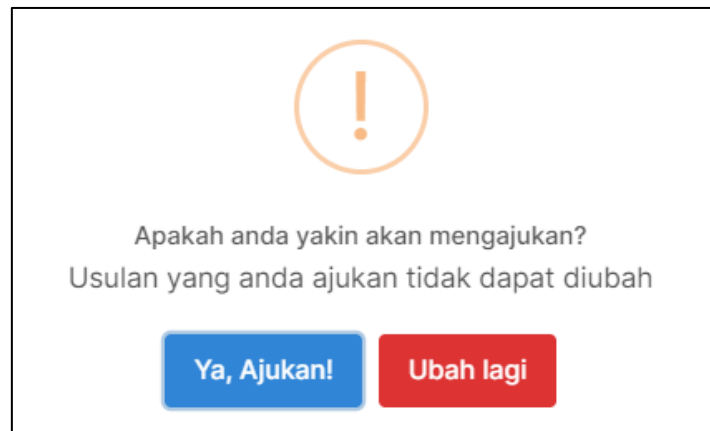 Apakah anda yakin akan mengajukan?
Usulan yang anda ajukan tidak dapat diubah
Ya, Ajukan!
Ubah lagi